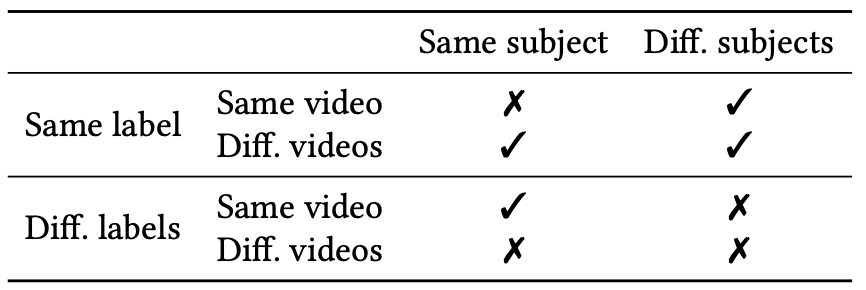 Same subject Diff. subjects
Same label Same video ✗ ✓
Diff. videos ✓ ✓
Diff. labels Same video ✓ ✗
Diff. videos ✗ ✗